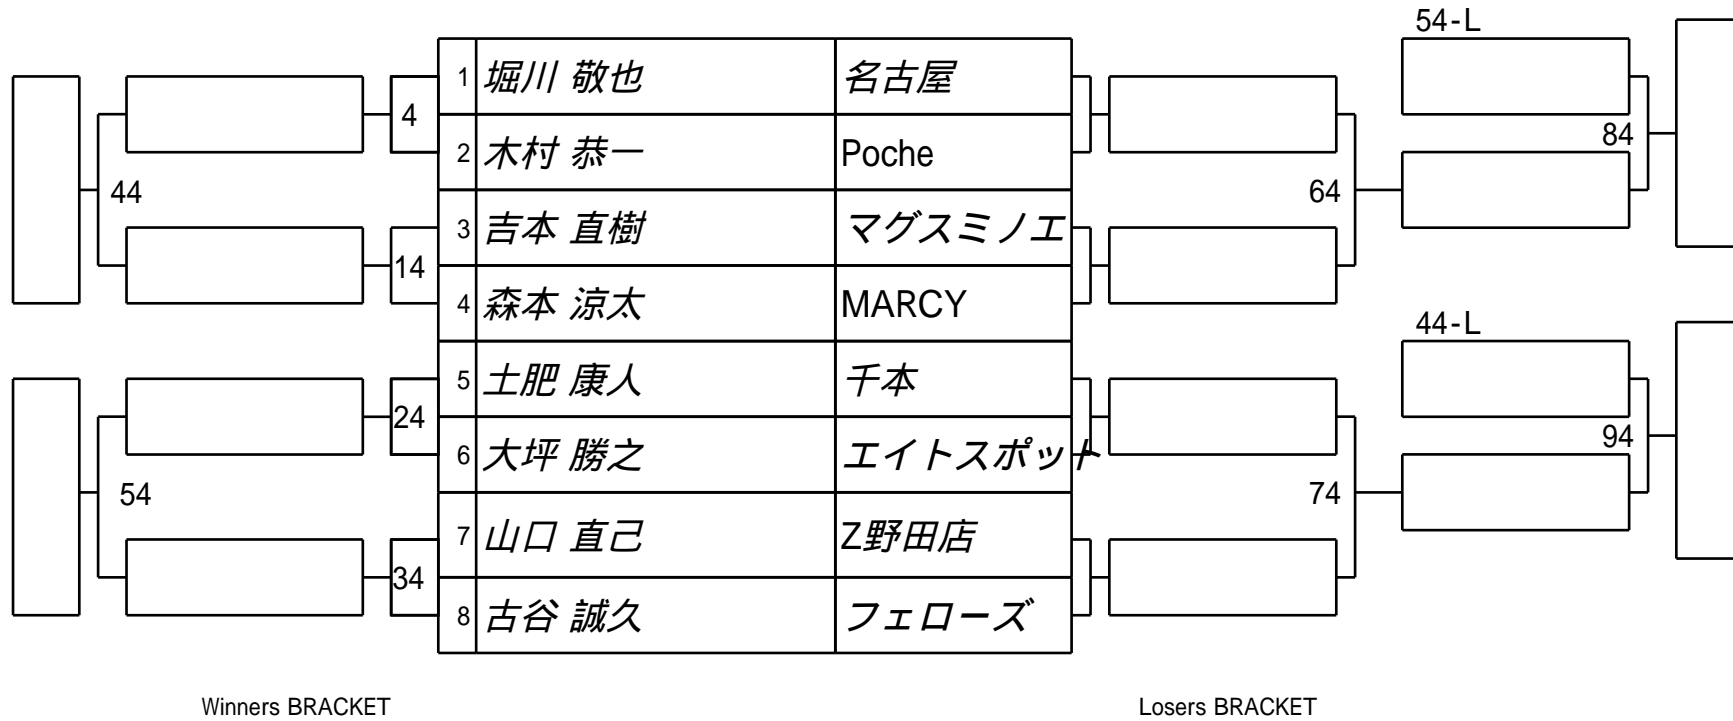 54-L
1 堀川 敬也 名古屋
4
84
2 木村 恭一 Poche
44
64
3 吉本 直樹 マグスミノエ
14
4 森本 涼太 MARCY
44-L
5 土肥 康人 千本
24
94
6 大坪 勝之 エイトスポット
54
74
7 山口 直己 Z野田店
34
8 古谷 誠久 フェローズ
Winners BRACKET
Losers BRACKET